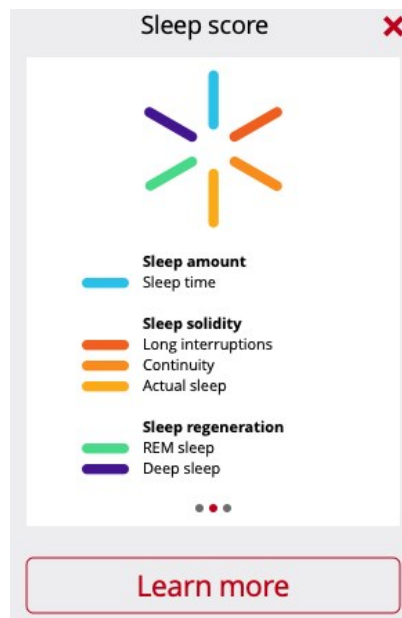 Sleep score
Sleep amount
Sleep time
Sleep solidity
Long interruptions
Continuity
Actual sleep
Sleep regeneration
REM sleep
Deep sleep
Learn more